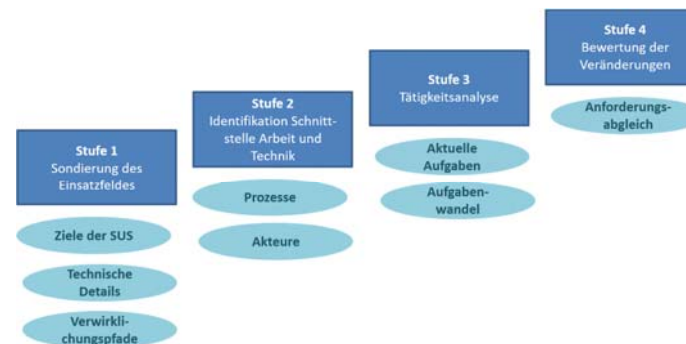 Stufe 1
Sondierung des
Einsatzfeldes
Ziele der SUS
Technische
Details
Verwirkli-
chungspfade
Stufe 2
Identifikation Schnitt-
stelle Arbeit und
Technik
Prozesse
Akteure
Stufe 3
Tätigkeitsanalyse
Aktuelle
Aufgaben
Aufgaben-
wandel
Stufe 4
Bewertung der
Veränderungen
Anforderungs-
abgleich